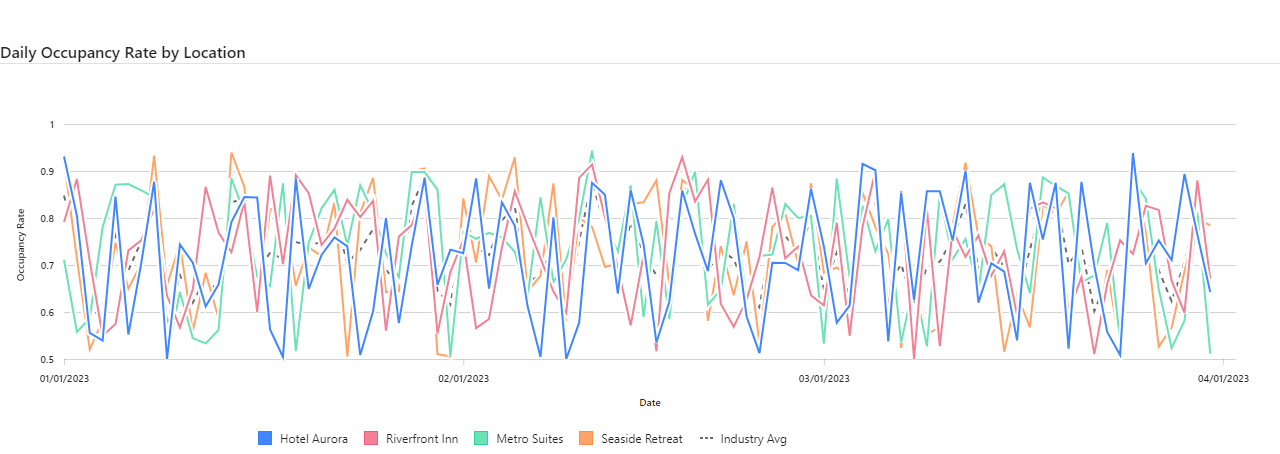 Daily Occupancy Rate by Location
Occupancy Rate
1
0.9
0.8
0.7
0.6
0.5
01/01/2023 02/01/2023 03/01/2023 04/01/2023
Date
Hotel Aurora Riverfront Inn Metro Suites Seaside Retreat Industry Avg